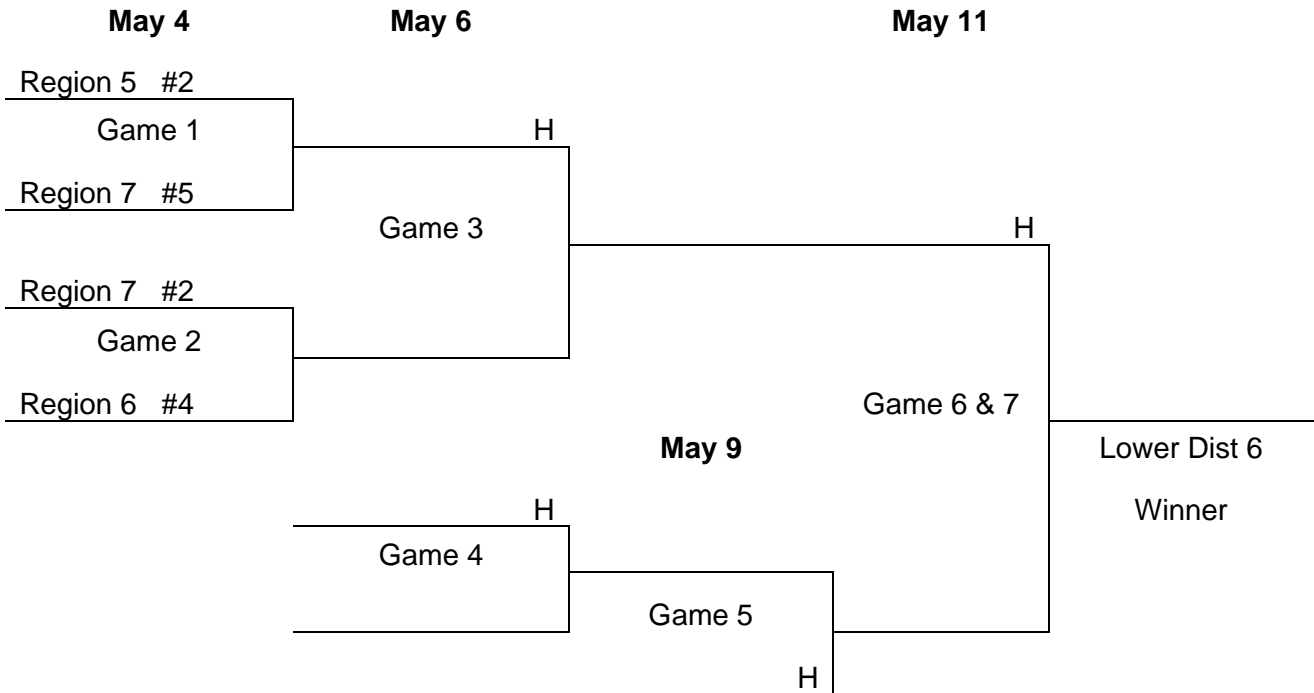 May 4 May 6 May 11
Region 5 #2
Game 1 H
Region 7 #5
Game 3 H
Region 7 #2
Game 2
Region 6 #4 Game 6 & 7
May 9 Lower Dist 6
H Winner
Game 4
Game 5
H